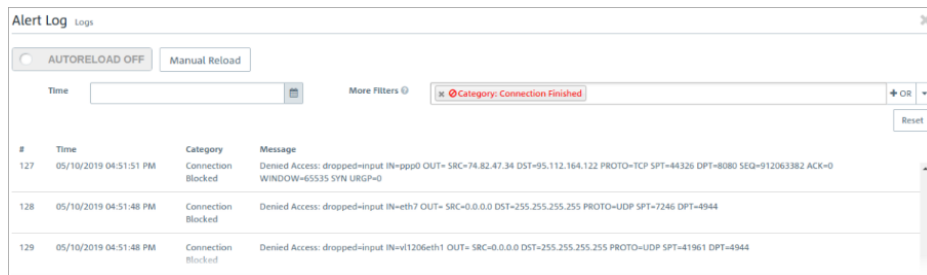 Alert Log Logs
AUTORELOAD OFF Manual Reload
Time More Filters Category: Connection Finished + OR
Reset
# Time Category Message
127 05/10/2019 04:51:51 PM Connection Denied Access: dropped=input IN=ppp0 OUT= SRC=74.82.47.34 DST=95.112.164.122 PROTO=TCP SPT=44326 DPT=8080 SEQ=912063382 ACK=0
Blocked WINDOW=65535 SYN URGP=0
128 05/10/2019 04:51:48 PM Connection Denied Access: dropped=input IN=eth7 OUT= SRC=0.0.0.0 DST=255.255.255.255 PROTO=UDP SPT=7246 DPT=4944
Blocked
129 05/10/2019 04:51:48 PM Connection Denied Access: dropped=input IN=vl1206eth1 OUT= SRC=0.0.0.0 DST=255.255.255.255 PROTO=UDP SPT=41961 DPT=4944
Blocked